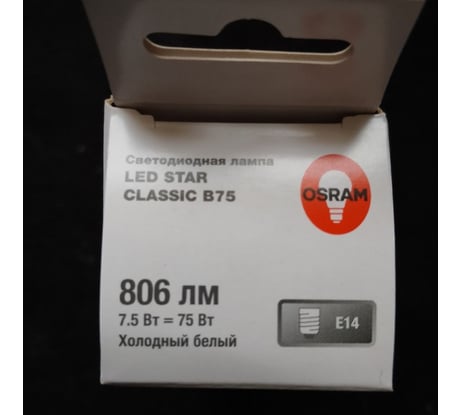 Светодиодная лампа
LED STAR
CLASSIC B75
OSRAM
806 лм
7.5 Вт = 75 Вт
Холодный белый
E14